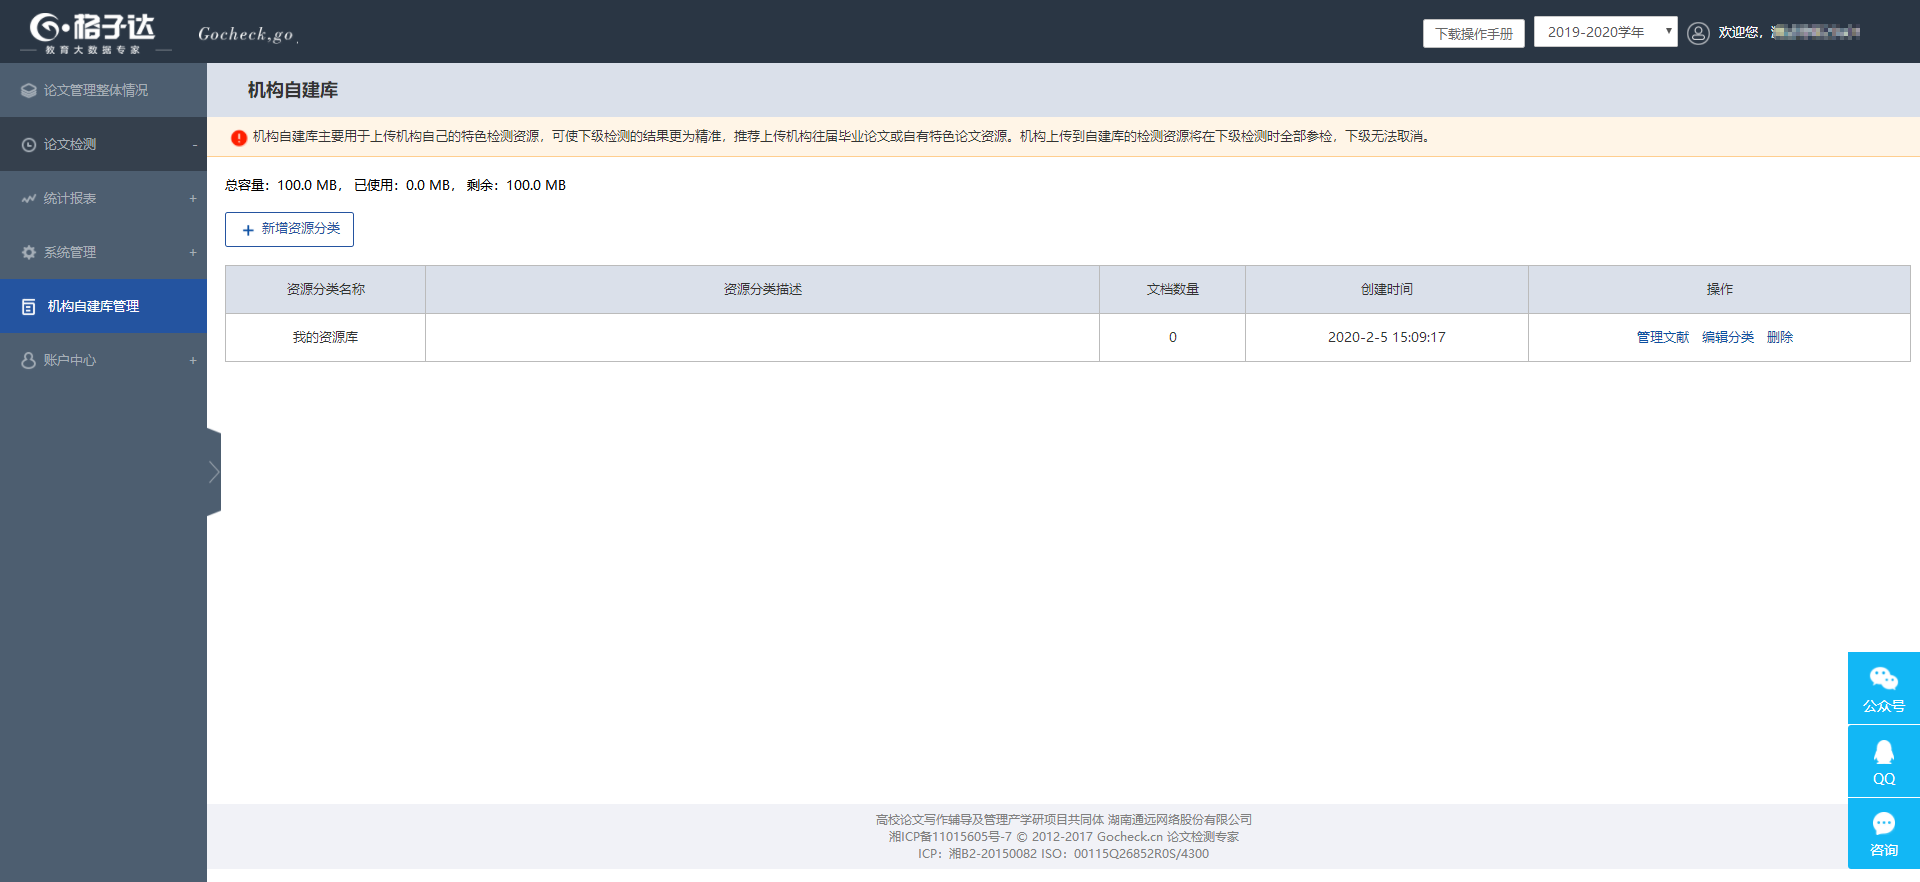 格子达
教育大数据专家
Gocheck,go
下载操作手册
2019-2020学年
欢迎您，
论文管理整体情况
论文检测 -
统计报表 +
系统管理 +
机构自建库管理
账户中心 +
机构自建库
机构自建库主要用于上传机构自己的特色检测资源，可使下级检测的结果更为精准，推荐上传机构往届毕业论文或自有特色论文资源。机构上传到自建库的检测资源将在下级检测时全部参检，下级无法取消。
总容量：100.0 MB， 已使用：0.0 MB， 剩余：100.0 MB
+ 新增资源分类
资源分类名称 资源分类描述 文档数量 创建时间 操作
我的资源库 0 2020-2-5 15:09:17 管理文献 编辑分类 删除
公众号
QQ
咨询
高校论文写作辅导及管理产学研项目共同体 湖南通远网络股份有限公司
湘ICP备11015605号-7 © 2012-2017 Gocheck.cn 论文检测专家
ICP：湘B2-20150082 ISO：00115Q26852R0S/4300